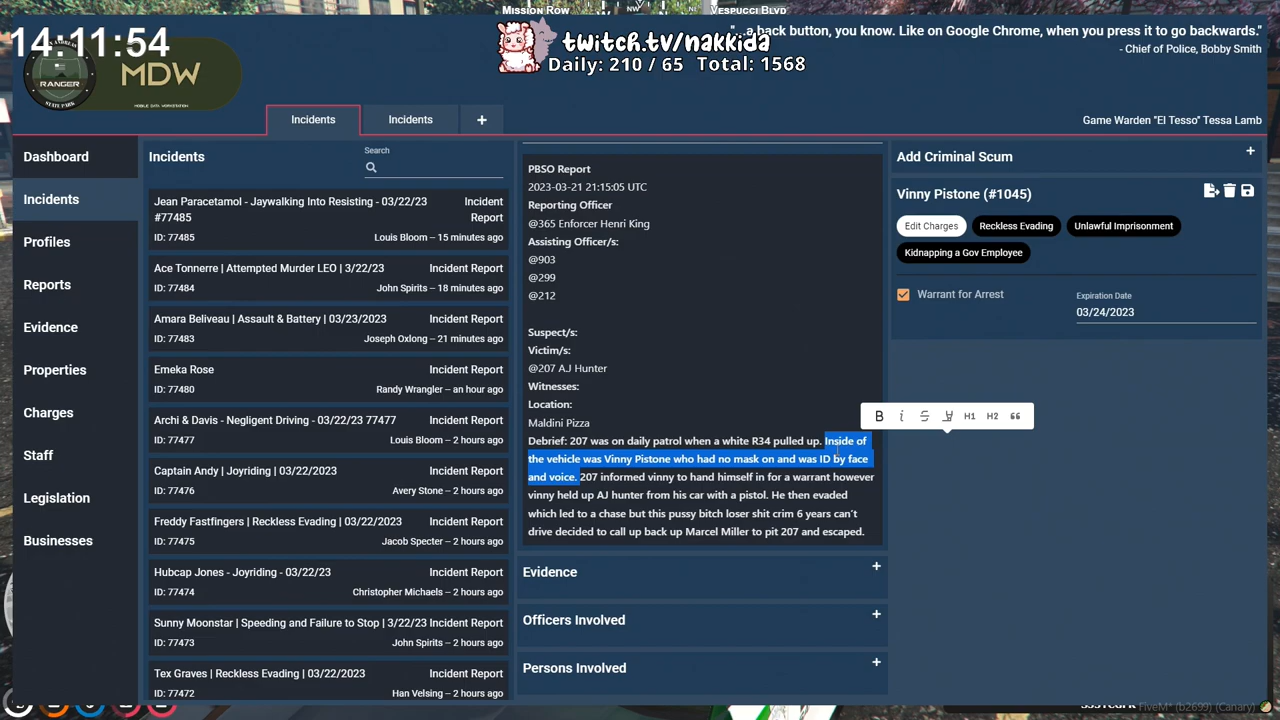 Mission Row
NW
N
Vespucci Blvd
14:11:54
twitch.tv/nakkida
Daily: 210 / 65 Total: 1568
"...a back button, you know. Like on Google Chrome, when you press it to go backwards."
- Chief of Police, Bobby Smith
RANGER
STATE PARK
MDW
MOBILE DATA WORKSTATION
Incidents
Incidents
+
Game Warden "El Tesso" Tessa Lamb
Dashboard
Incidents
Profiles
Reports
Evidence
Properties
Charges
Staff
Legislation
Businesses
Incidents
Search
Jean Paracetamol - Jaywalking Into Resisting - 03/22/23 Incident
#77485 Report
ID: 77485 Louis Bloom -- 15 minutes ago
Ace Tonnerre | Attempted Murder LEO | 3/22/23 Incident Report
ID: 77484 John Spirits -- 18 minutes ago
Amara Beliveau | Assault & Battery | 03/23/2023 Incident Report
ID: 77483 Joseph Oxlong -- 21 minutes ago
Emeka Rose Incident Report
ID: 77480 Randy Wrangler -- an hour ago
Archi & Davis - Negligent Driving - 03/22/23 77477 Incident Report
ID: 77477 Louis Bloom -- 2 hours ago
Captain Andy | Joyriding | 03/22/2023 Incident Report
ID: 77476 Avery Stone -- 2 hours ago
Freddy Fastfingers | Reckless Evading | 03/22/2023 Incident Report
ID: 77475 Jacob Specter -- 2 hours ago
Hubcap Jones - Joyriding - 03/22/23 Incident Report
ID: 77474 Christopher Michaels -- 2 hours ago
Sunny Moonstar | Speeding and Failure to Stop | 3/22/23 Incident Report
ID: 77473 John Spirits -- 2 hours ago
Tex Graves | Reckless Evading | 03/22/2023 Incident Report
ID: 77472 Han Velsing -- 2 hours ago
PBSO Report
2023-03-21 21:15:05 UTC
Reporting Officer
@365 Enforcer Henri King
Assisting Officer/s:
@903
@299
@212
Suspect/s:
Victim/s:
@207 AJ Hunter
Witnesses:
Location:
Maldini Pizza
Debrief: 207 was on daily patrol when a white R34 pulled up. Inside of
the vehicle was Vinny Pistone who had no mask on and was ID by face
and voice. 207 informed vinny to hand himself in for a warrant however
vinny held up AJ hunter from his car with a pistol. He then evaded
which led to a chase but this pussy bitch loser shit crim 6 years can't
drive decided to call up back up Marcel Miller to pit 207 and escaped.
B i S H1 H2 ❝
Evidence +
Officers Involved +
Persons Involved +
Add Criminal Scum +
Vinny Pistone (#1045)
Edit Charges Reckless Evading Unlawful Imprisonment
Kidnapping a Gov Employee
Warrant for Arrest
Expiration Date
03/24/2023
FiveM* (b2699) (Canary)